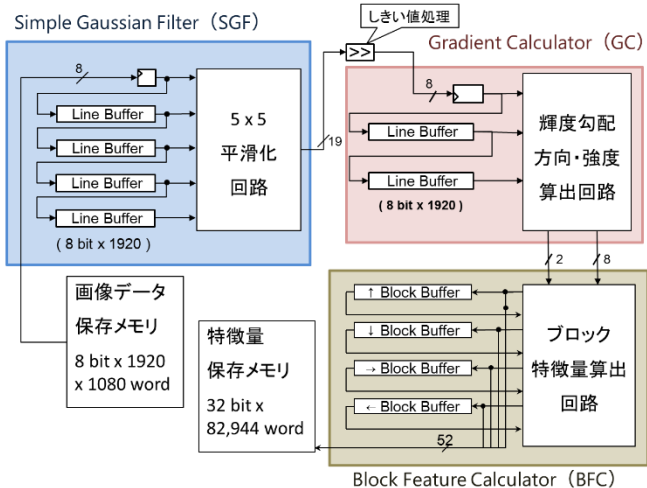 Simple Gaussian Filter（SGF）
8
Line Buffer
Line Buffer
Line Buffer
Line Buffer
( 8 bit x 1920 )
5 x 5
平滑化
回路
19
しきい値処理
>>
Gradient Calculator（GC）
8
Line Buffer
Line Buffer
( 8 bit x 1920 )
輝度勾配
方向・強度
算出回路
2
8
画像データ
保存メモリ
8 bit x 1920
x 1080 word
特徴量
保存メモリ
32 bit x
82,944 word
↑ Block Buffer
↓ Block Buffer
→ Block Buffer
← Block Buffer
52
ブロック
特徴量算出
回路
Block Feature Calculator（BFC）